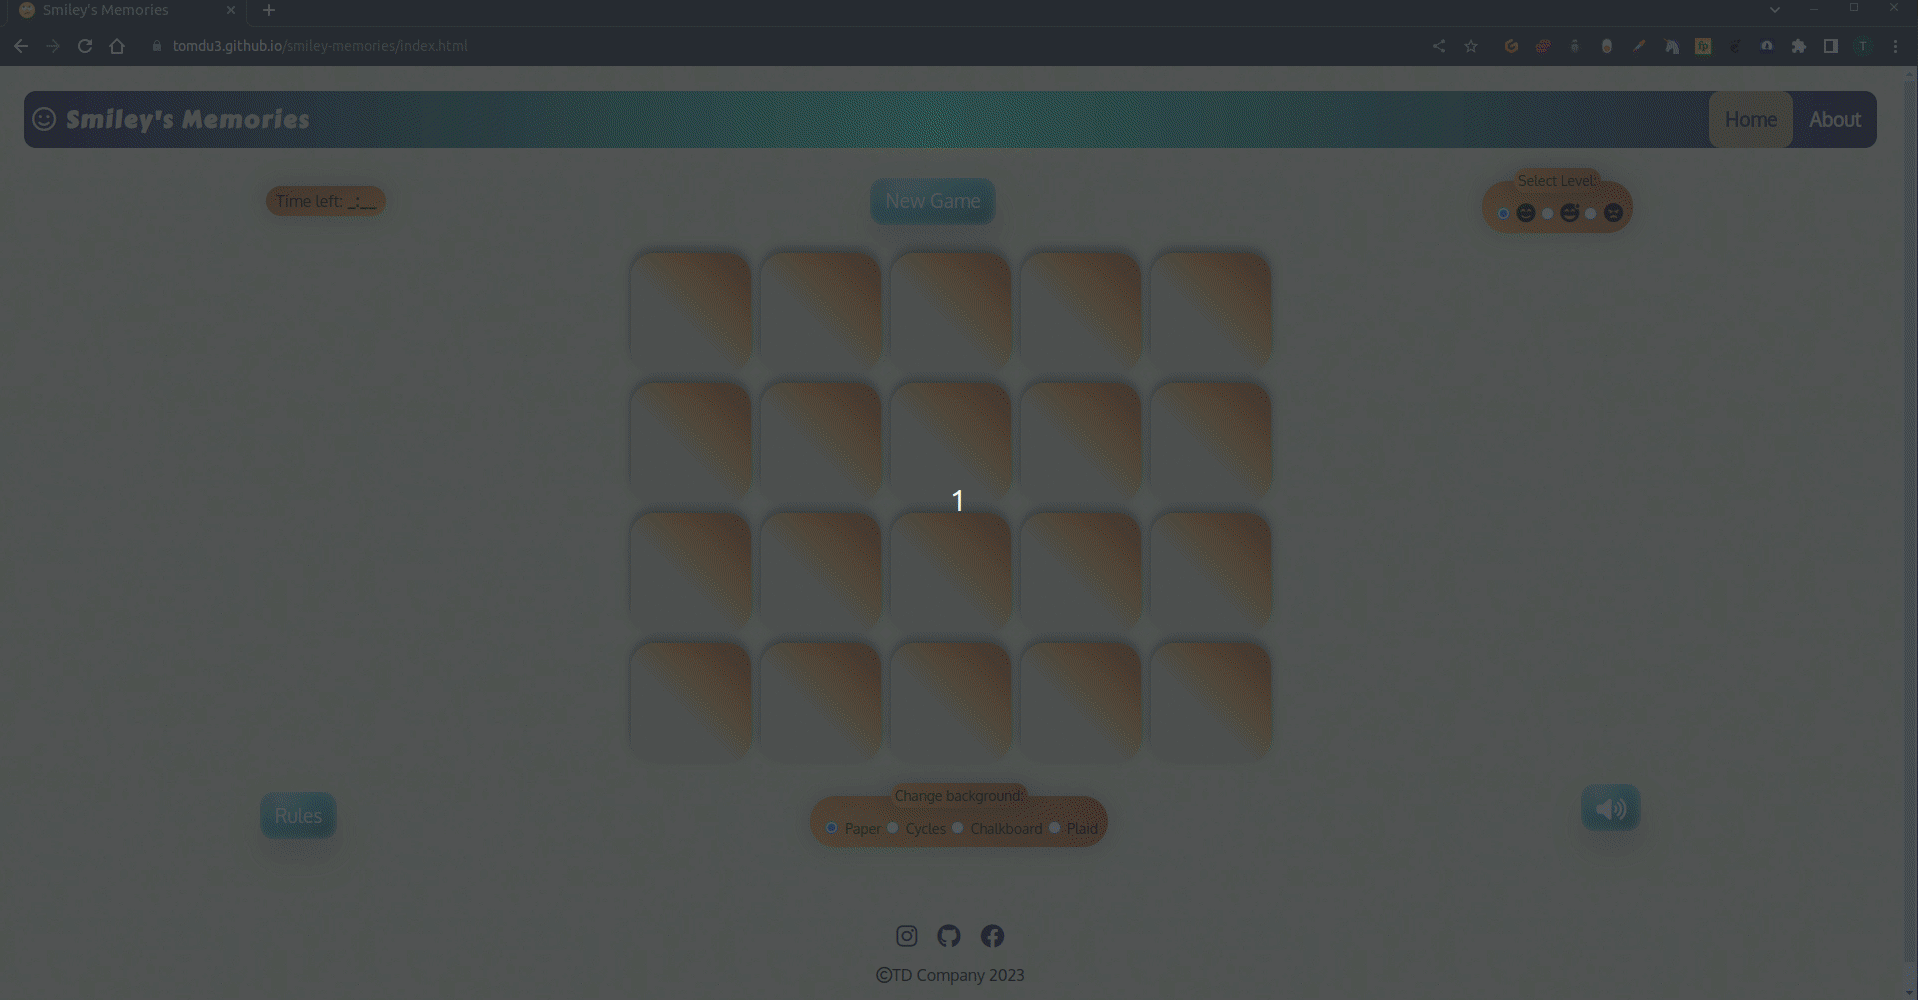 Smiley's Memories
tomdu3.github.io/smiley-memories/index.html
T
Smiley's Memories
Home
About
Time left: _:__
New Game
Select Level:
1
Rules
Change background:
Paper Cycles Chalkboard Plaid
©TD Company 2023